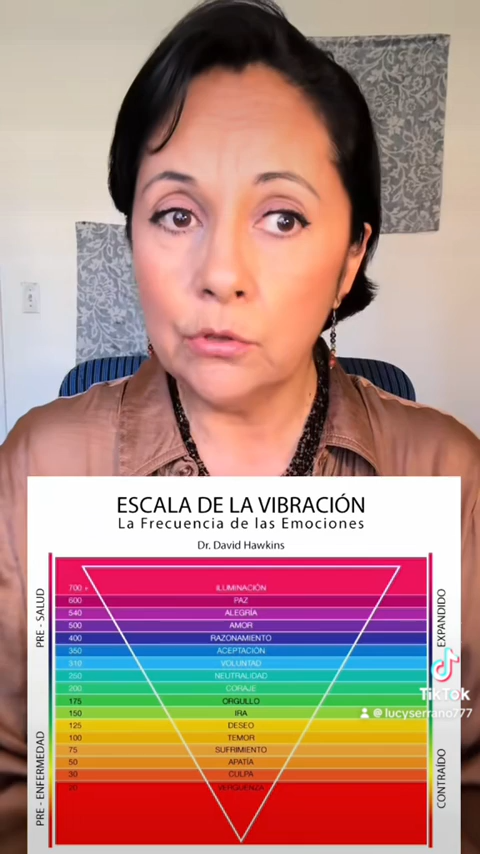 ESCALA DE LA VIBRACIÓN
La Frecuencia de las Emociones
Dr. David Hawkins
PRE - SALUD
EXPANDIDO
PRE - ENFERMEDAD
CONTRAÍDO
700 ILUMINACIÓN
600 PAZ
540 ALEGRÍA
500 AMOR
400 RAZONAMIENTO
350 ACEPTACIÓN
310 VOLUNTAD
250 NEUTRALIDAD
200 CORAJE
175 ORGULLO
150 IRA
125 DESEO
100 TEMOR
75 SUFRIMIENTO
50 APATÍA
30 CULPA
20 VERGUENZA
TikTok
@lucyserrano777